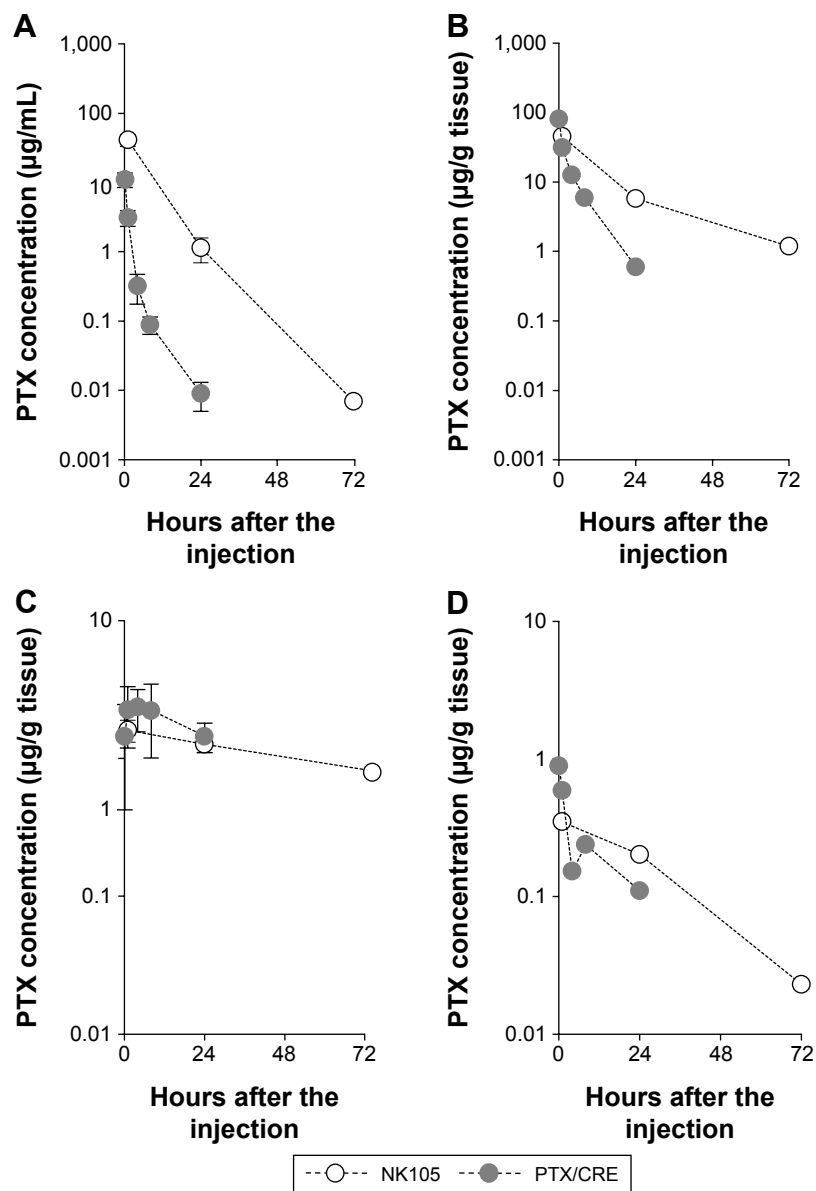 A
PTX concentration (µg/mL)
1,000
100
10
1
0.1
0.01
0.001
0
24
48
72
Hours after the
injection
B
PTX concentration (µg/g tissue)
1,000
100
10
1
0.1
0.01
0.001
0
24
48
72
Hours after the
injection
C
PTX concentration (µg/g tissue)
10
1
0.1
0.01
0
24
48
72
Hours after the
injection
D
PTX concentration (µg/g tissue)
10
1
0.1
0.01
0
24
48
72
Hours after the
injection
NK105
PTX/CRE